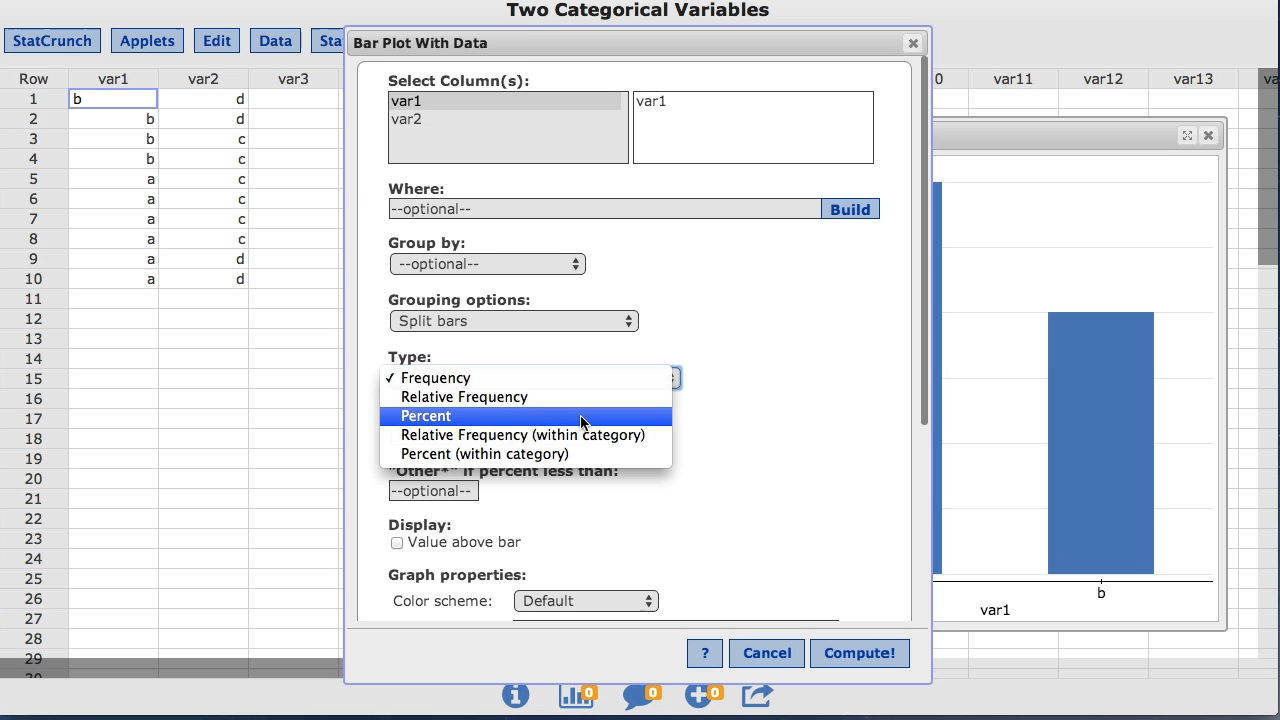 Two Categorical Variables
StatCrunch Applets Edit Data Sta
Bar Plot With Data
Row var1 var2 var3 0 var11 var12 var13 va
1 b d
2 b d
3 b c
4 b c
5 a c
6 a c
7 a c
8 a c
9 a d
10 a d
11
12
13
14
15
16
17
18
19
20
21
22
23
24
25
26
27
28
29
30
Select Column(s):
var1 var1
var2
Where:
--optional-- Build
Group by:
--optional--
Grouping options:
Split bars
Type:
✓ Frequency
Relative Frequency
Percent
Relative Frequency (within category)
Percent (within category)
"Other*" if percent less than:
--optional--
Display:
Value above bar
Graph properties:
Color scheme: Default
? Cancel Compute!
b
var1
0 0 0